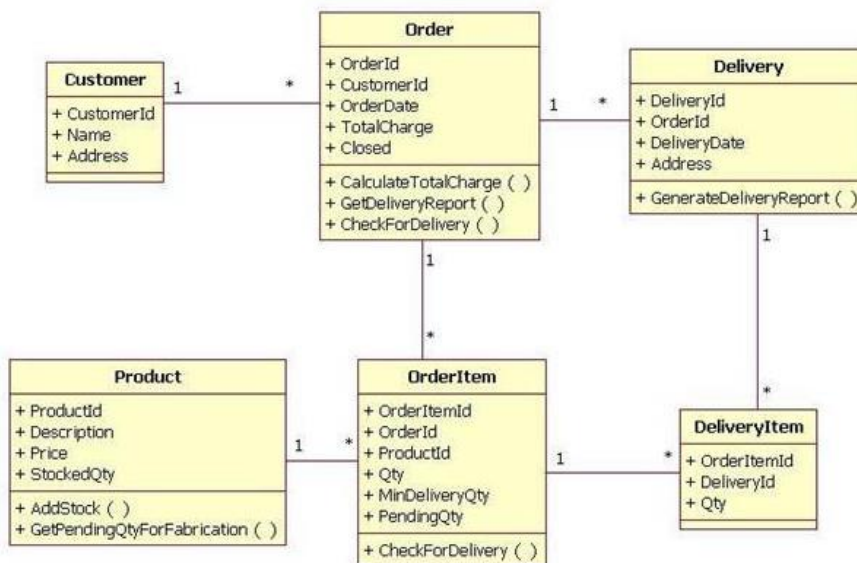 Customer
+ CustomerId
+ Name
+ Address
1
*
Order
+ OrderId
+ CustomerId
+ OrderDate
+ TotalCharge
+ Closed
+ CalculateTotalCharge ( )
+ GetDeliveryReport ( )
+ CheckForDelivery ( )
1
*
Delivery
+ DeliveryId
+ OrderId
+ DeliveryDate
+ Address
+ GenerateDeliveryReport ( )
1
*
1
*
Product
+ ProductId
+ Description
+ Price
+ StockedQty
+ AddStock ( )
+ GetPendingQtyForFabrication ( )
1
*
OrderItem
+ OrderItemId
+ OrderId
+ ProductId
+ Qty
+ MinDeliveryQty
+ PendingQty
+ CheckForDelivery ( )
1
*
DeliveryItem
+ OrderItemId
+ DeliveryId
+ Qty